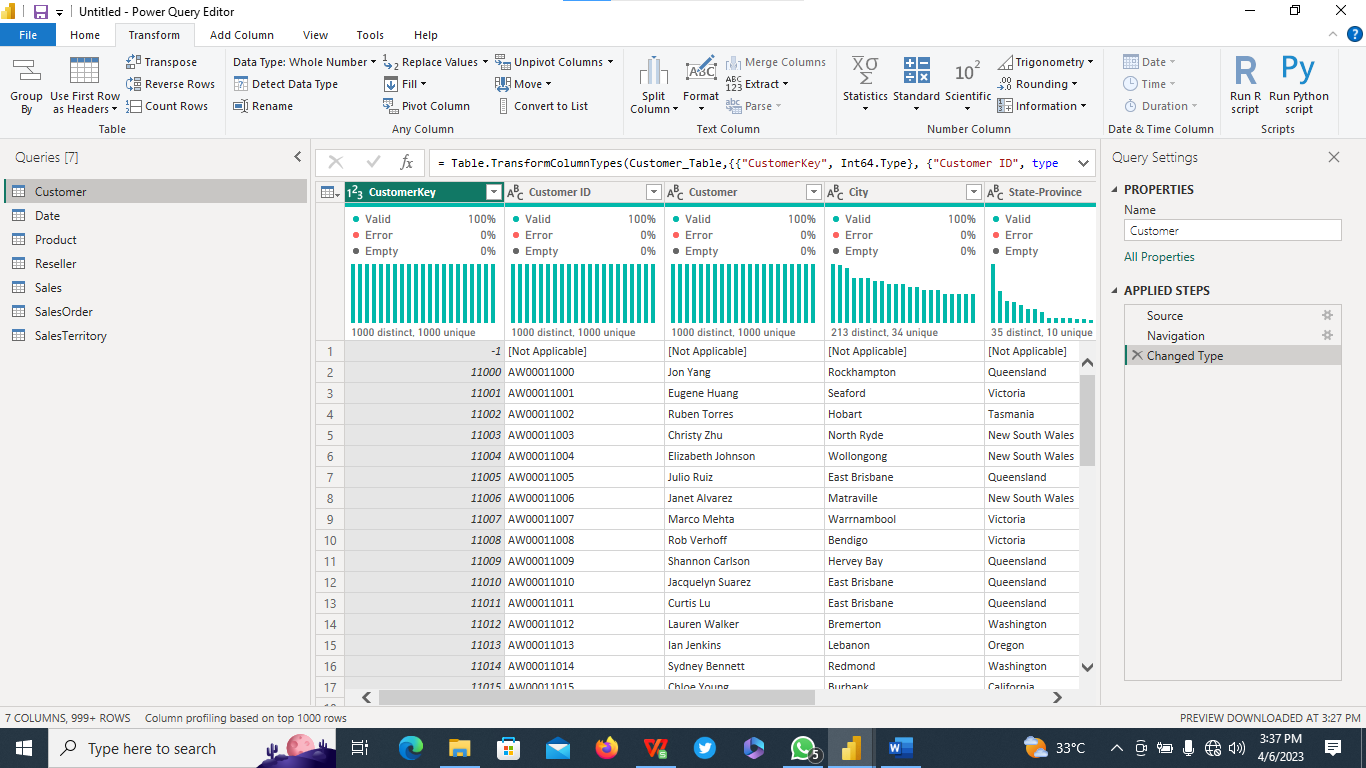 Untitled - Power Query Editor
File Home Transform Add Column View Tools Help
Group By
Use First Row as Headers
Transpose
Reverse Rows
Count Rows
Table
Data Type: Whole Number
Detect Data Type
Rename
Replace Values
Fill
Pivot Column
Unpivot Columns
Move
Convert to List
Any Column
Split Column
Format
ABC
Merge Columns
ABC 123 Extract
abc Parse
Text Column
XΣ Statistics
Standard
10² Scientific
Trigonometry
.00 Rounding
Information
Number Column
Date
Time
Duration
Date & Time Column
R Run R script
Py Run Python script
Scripts
Queries [7]
Customer
Date
Product
Reseller
Sales
SalesOrder
SalesTerritory
fx = Table.TransformColumnTypes(Customer_Table,{{"CustomerKey", Int64.Type}, {"Customer ID", type
1²3 CustomerKey ABC Customer ID ABC Customer ABC City ABC State-Province
Valid 100% Valid 100% Valid 100% Valid 100% Valid
Error 0% Error 0% Error 0% Error 0% Error
Empty 0% Empty 0% Empty 0% Empty 0% Empty
1000 distinct, 1000 unique 1000 distinct, 1000 unique 1000 distinct, 1000 unique 213 distinct, 34 unique 35 distinct, 10 unique
1 -1 [Not Applicable] [Not Applicable] [Not Applicable] [Not Applicable]
2 11000 AW00011000 Jon Yang Rockhampton Queensland
3 11001 AW00011001 Eugene Huang Seaford Victoria
4 11002 AW00011002 Ruben Torres Hobart Tasmania
5 11003 AW00011003 Christy Zhu North Ryde New South Wales
6 11004 AW00011004 Elizabeth Johnson Wollongong New South Wales
7 11005 AW00011005 Julio Ruiz East Brisbane Queensland
8 11006 AW00011006 Janet Alvarez Matraville New South Wales
9 11007 AW00011007 Marco Mehta Warrnambool Victoria
10 11008 AW00011008 Rob Verhoff Bendigo Victoria
11 11009 AW00011009 Shannon Carlson Hervey Bay Queensland
12 11010 AW00011010 Jacquelyn Suarez East Brisbane Queensland
13 11011 AW00011011 Curtis Lu East Brisbane Queensland
14 11012 AW00011012 Lauren Walker Bremerton Washington
15 11013 AW00011013 Ian Jenkins Lebanon Oregon
16 11014 AW00011014 Sydney Bennett Redmond Washington
17 11015 AW00011015 Chloe Young Burbank California
Query Settings
PROPERTIES
Name
Customer
All Properties
APPLIED STEPS
Source
Navigation
Changed Type
7 COLUMNS, 999+ ROWS Column profiling based on top 1000 rows
PREVIEW DOWNLOADED AT 3:27 PM
Type here to search
5
33°C
3:37 PM
4/6/2023